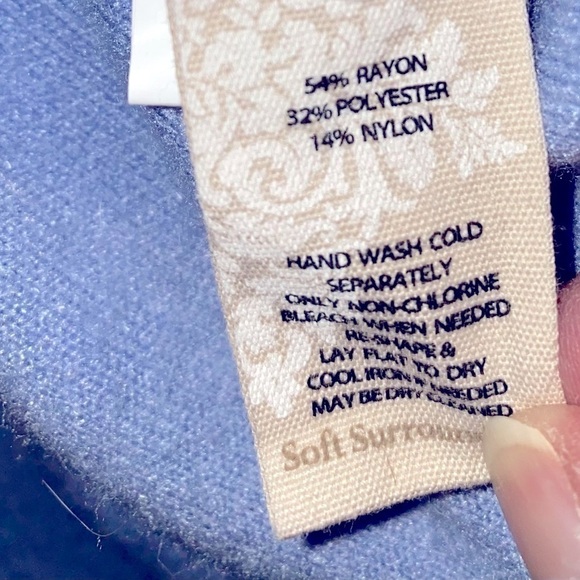 54% RAYON
32% POLYESTER
14% NYLON
HAND WASH COLD
SEPARATELY
ONLY NON-CHLORINE
BLEACH WHEN NEEDED
RE-SHAPE &
LAY FLAT TO DRY
COOL IRON IF NEEDED
MAY BE DRY CLEANED
Soft